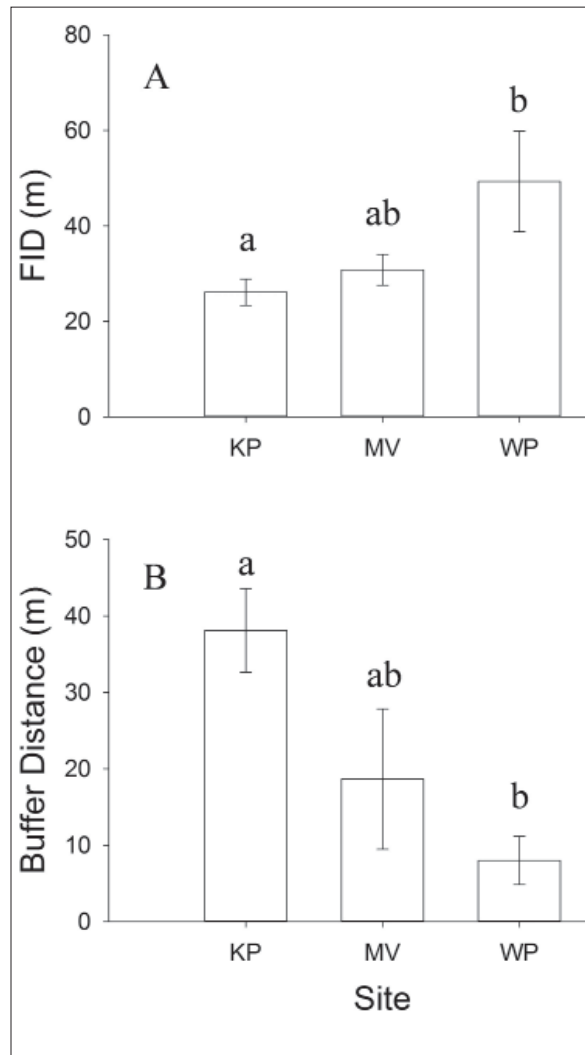 A
FID (m)
80
60
40
20
0
a
ab
b
KP MV WP
B
Buffer Distance (m)
50
40
30
20
10
0
a
ab
b
KP MV WP
Site